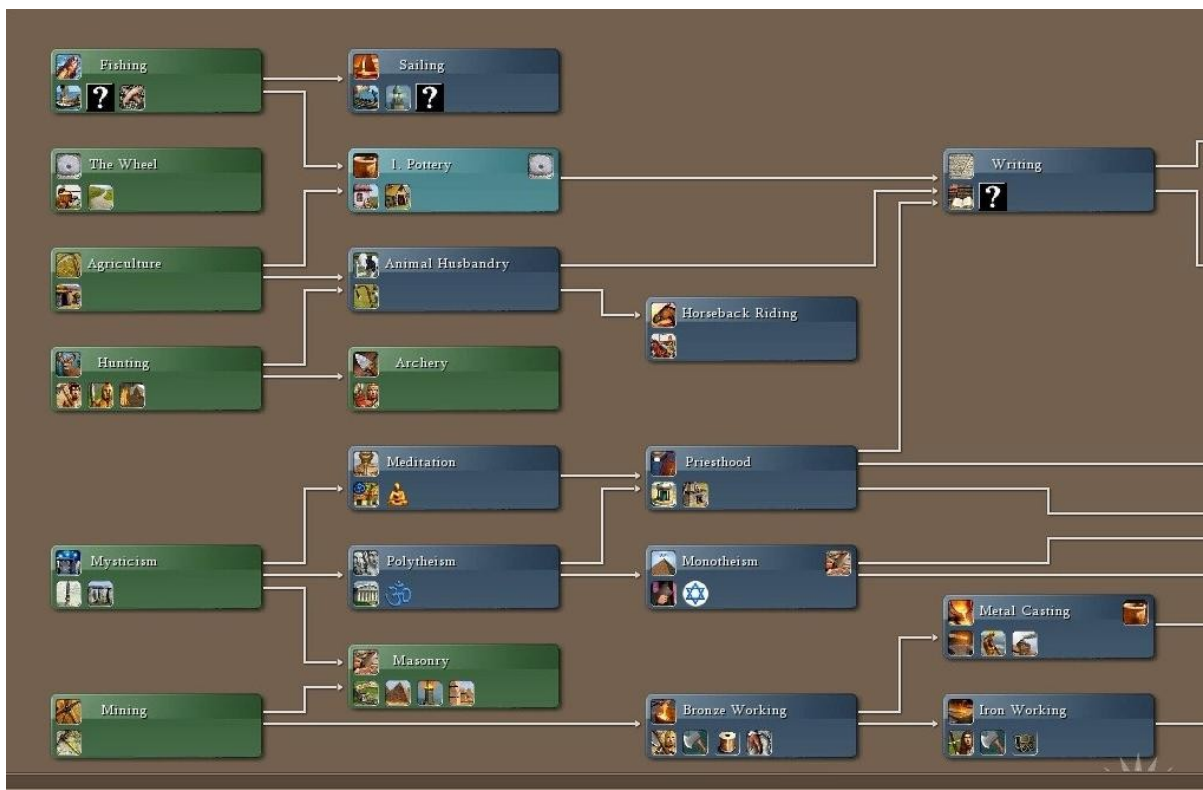 Fishing
Sailing
?
?
The Wheel
1. Pottery
Writing
?
Agriculture
Animal Husbandry
Horseback Riding
Hunting
Archery
Meditation
Priesthood
Mysticism
Polytheism
Monotheism
Metal Casting
Masonry
Mining
Bronze Working
Iron Working